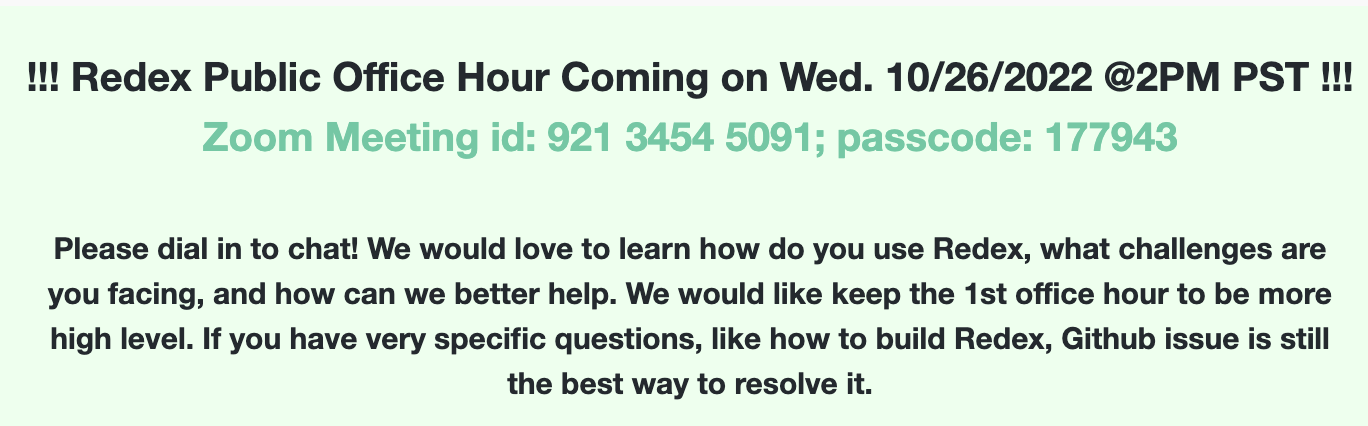 !!! Redex Public Office Hour Coming on Wed. 10/26/2022 @2PM PST !!!
Zoom Meeting id: 921 3454 5091; passcode: 177943
Please dial in to chat! We would love to learn how do you use Redex, what challenges are
you facing, and how can we better help. We would like keep the 1st office hour to be more
high level. If you have very specific questions, like how to build Redex, Github issue is still
the best way to resolve it.